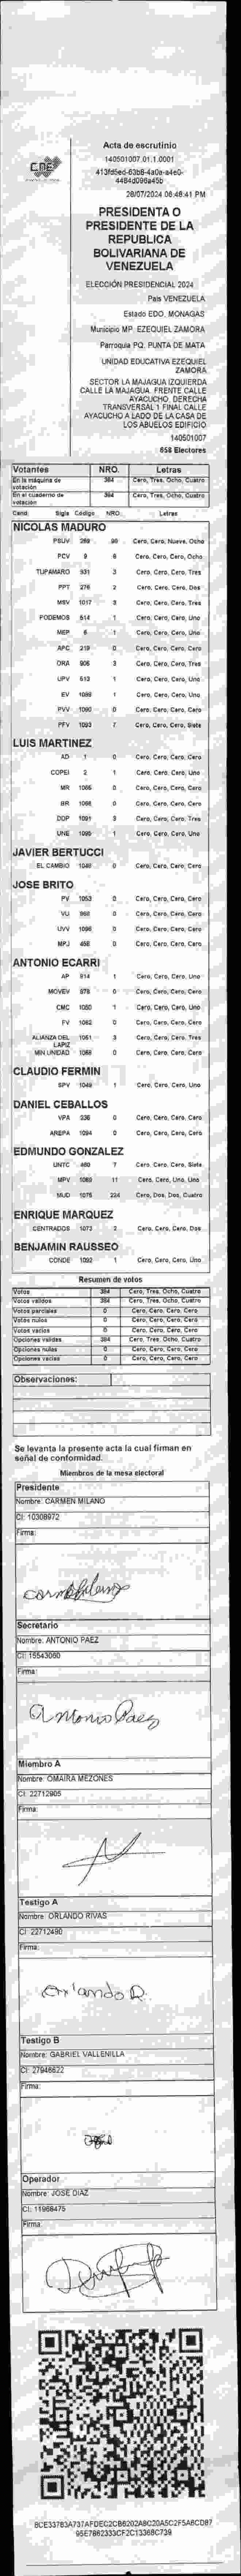 Acta de escrutinio
CNE
140501007.01.1.0001
28/07/2024 08:48:41 PM
PRESIDENTA O
PRESIDENTE DE LA
REPUBLICA
BOLIVARIANA DE
VENEZUELA
ELECCIÓN PRESIDENCIAL 2024
Pais VENEZUELA
Estado EDO. MONAGAS
Municipio MP. EZEQUIEL ZAMORA
Parroquia PQ. PUNTA DE MATA
UNIDAD EDUCATIVA EZEQUIEL
ZAMORA
SECTOR LA MAJAGUA IZQUIERDA
CALLE LA MAJAGUA. FRENTE CALLE
AYACUCHO. DERECHA
TRANSVERSAL 1 FINAL CALLE
AYACUCHO A LADO DE LA CASA DE
LOS ABUELOS EDIFICIO
140501007
658 Electores
Votantes NRO. Letras
En la máquina de votación 384 Cero, Tres, Ocho, Cuatro
En el cuaderno de votación 384 Cero, Tres, Ocho, Cuatro
Cand. Sigla Código NRO. Letras
NICOLAS MADURO
PSUV 269 98 Cero, Cero, Nueve, Ocho
PCV 9 8 Cero, Cero, Cero, Ocho
TUPAMARO 931 3 Cero, Cero, Cero, Tres
PPT 276 2 Cero, Cero, Cero, Dos
MSV 1017 3 Cero, Cero, Cero, Tres
PODEMOS 514 1 Cero, Cero, Cero, Uno
MEP 6 1 Cero, Cero, Cero, Uno
APC 219 0 Cero, Cero, Cero, Cero
ORA 905 3 Cero, Cero, Cero, Tres
UPV 613 1 Cero, Cero, Cero, Uno
EV 1088 1 Cero, Cero, Cero, Uno
PVV 1090 0 Cero, Cero, Cero, Cero
PFV 1093 7 Cero, Cero, Cero, Siete
LUIS MARTINEZ
AD 1 0 Cero, Cero, Cero, Cero
COPEI 2 1 Cero, Cero, Cero, Uno
MR 1066 0 Cero, Cero, Cero, Cero
BR 1098 0 Cero, Cero, Cero, Cero
DDP 1091 3 Cero, Cero, Cero, Tres
UNE 1095 1 Cero, Cero, Cero, Uno
JAVIER BERTUCCI
EL CAMBIO 1048 0 Cero, Cero, Cero, Cero
JOSE BRITO
PV 1053 0 Cero, Cero, Cero, Cero
VU 968 0 Cero, Cero, Cero, Cero
UVV 1096 0 Cero, Cero, Cero, Cero
MPJ 456 0 Cero, Cero, Cero, Cero
ANTONIO ECARRI
AP 914 1 Cero, Cero, Cero, Uno
MOVEV 878 0 Cero, Cero, Cero, Cero
CMC 1050 1 Cero, Cero, Cero, Uno
FV 1062 0 Cero, Cero, Cero, Cero
ALIANZA DEL 1051 3 Cero, Cero, Cero, Tres
LAPIZ
MIN UNIDAD 1068 0 Cero, Cero, Cero, Cero
CLAUDIO FERMIN
SPV 1049 1 Cero, Cero, Cero, Uno
DANIEL CEBALLOS
VPA 236 0 Cero, Cero, Cero, Cero
AREPA 1094 0 Cero, Cero, Cero, Cero
EDMUNDO GONZALEZ
UNTC 460 7 Cero, Cero, Cero, Siete
MPV 1089 11 Cero, Cero, Uno, Uno
MUD 1075 224 Cero, Dos, Dos, Cuatro
ENRIQUE MARQUEZ
CENTRADOS 1073 2 Cero, Cero, Cero, Dos
BENJAMIN RAUSSEO
CONDE 1092 1 Cero, Cero, Cero, Uno
Resumen de votos
Votos 384 Cero, Tres, Ocho, Cuatro
Votos válidos 384 Cero, Tres, Ocho, Cuatro
Votos parciales 0 Cero, Cero, Cero, Cero
Votos nulos 0 Cero, Cero, Cero, Cero
Votos vacíos 0 Cero, Cero, Cero, Cero
Opciones válidas 384 Cero, Tres, Ocho, Cuatro
Opciones nulas 0 Cero, Cero, Cero, Cero
Opciones vacías 0 Cero, Cero, Cero, Cero
Observaciones:
Se levanta la presente acta la cual firman en
señal de conformidad.
Miembros de la mesa electoral
Presidente
Nombre: CARMEN MILANO
CI: 10308972
Firma:
Secretario
Nombre: ANTONIO PAEZ
CI: 15543060
Firma:
Antonio Paez
Miembro A
Nombre: OMAIRA MEZONES
CI: 22712905
Firma:
Testigo A
Nombre: ORLANDO RIVAS
CI: 22712490
Firma:
Orlando R.
Testigo B
Nombre: GABRIEL VALLENILLA
CI: 27946622
Firma:
Operador
Nombre: JOSE DIAZ
CI: 11968475
Firma: